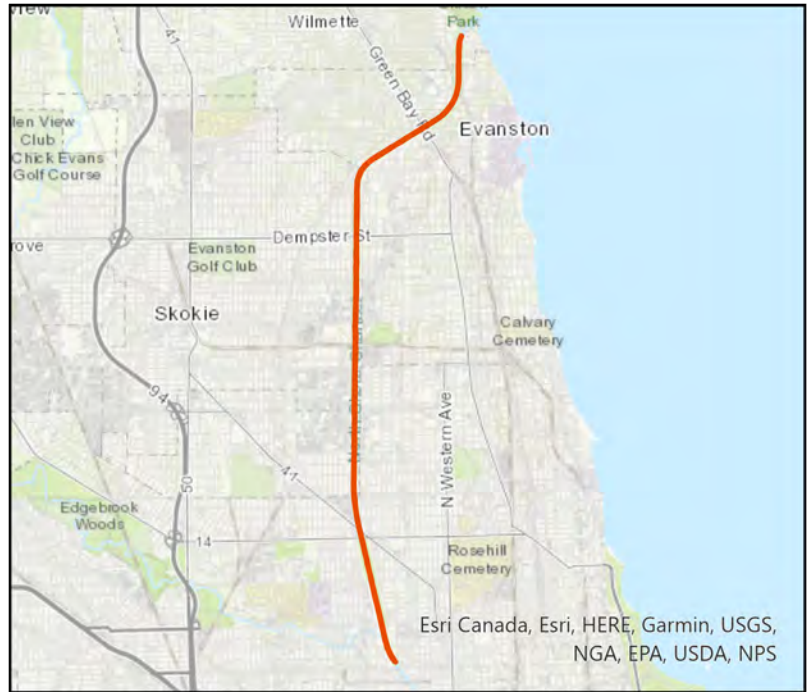 view
41
Wilmette
Park
Green Bay Rd
len View
Club
Chick Evans
Golf Course
Evanston
rove
Dempster St
Evanston
Golf Club
Skokie
Calvary
Cemetery
94
N Western Ave
50
41
Edgebrook
Woods
14
Rosehill
Cemetery
Esri Canada, Esri, HERE, Garmin, USGS,
NGA, EPA, USDA, NPS